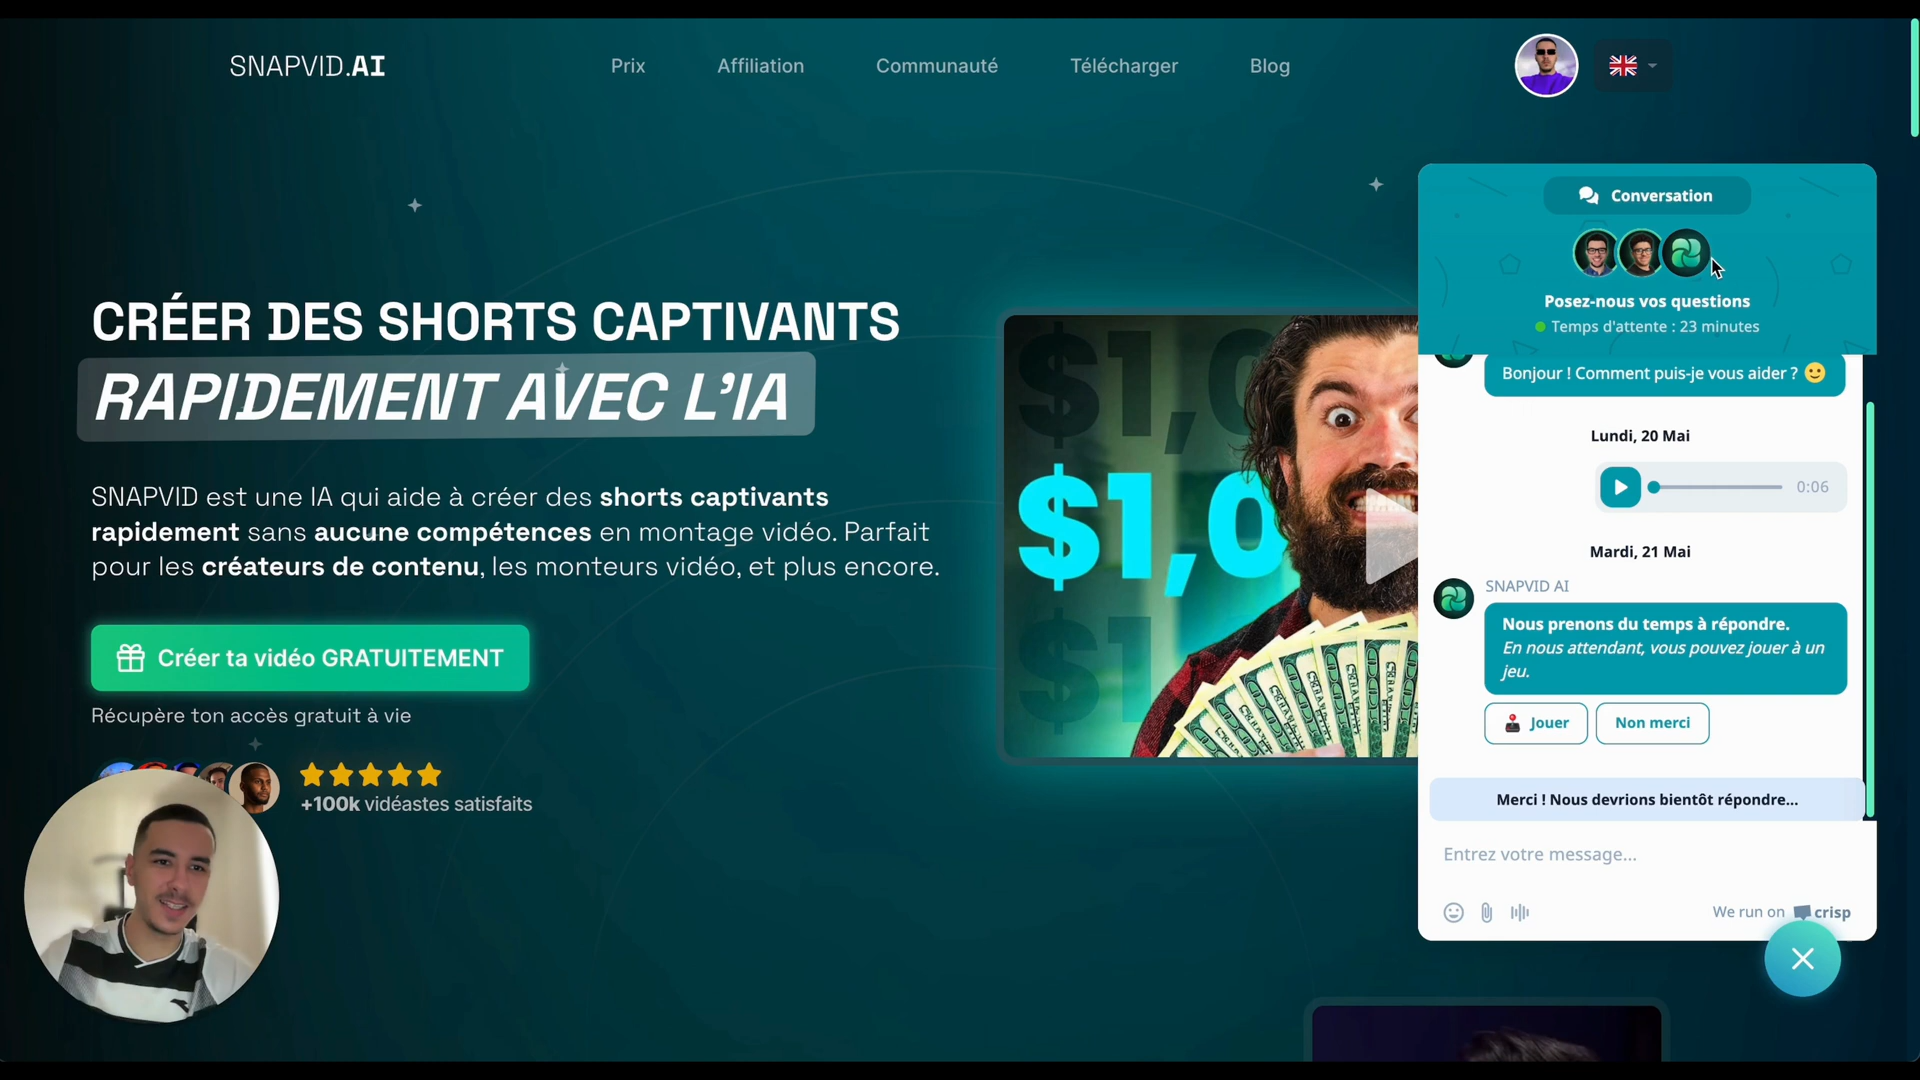 SNAPVID.AI
Prix
Affiliation
Communauté
Télécharger
Blog
CRÉER DES SHORTS CAPTIVANTS
RAPIDEMENT AVEC L'IA
SNAPVID est une IA qui aide à créer des shorts captivants
rapidement sans aucune compétences en montage vidéo. Parfait
pour les créateurs de contenu, les monteurs vidéo, et plus encore.
Créer ta vidéo GRATUITEMENT
Récupère ton accès gratuit à vie
+100k vidéastes satisfaits
$1,0
$1,0
$1
Conversation
Posez-nous vos questions
Temps d'attente : 23 minutes
Bonjour ! Comment puis-je vous aider ?
Lundi, 20 Mai
0:06
Mardi, 21 Mai
SNAPVID AI
Nous prenons du temps à répondre.
En nous attendant, vous pouvez jouer à un
jeu.
Jouer
Non merci
Merci ! Nous devrions bientôt répondre...
Entrez votre message...
We run on crisp